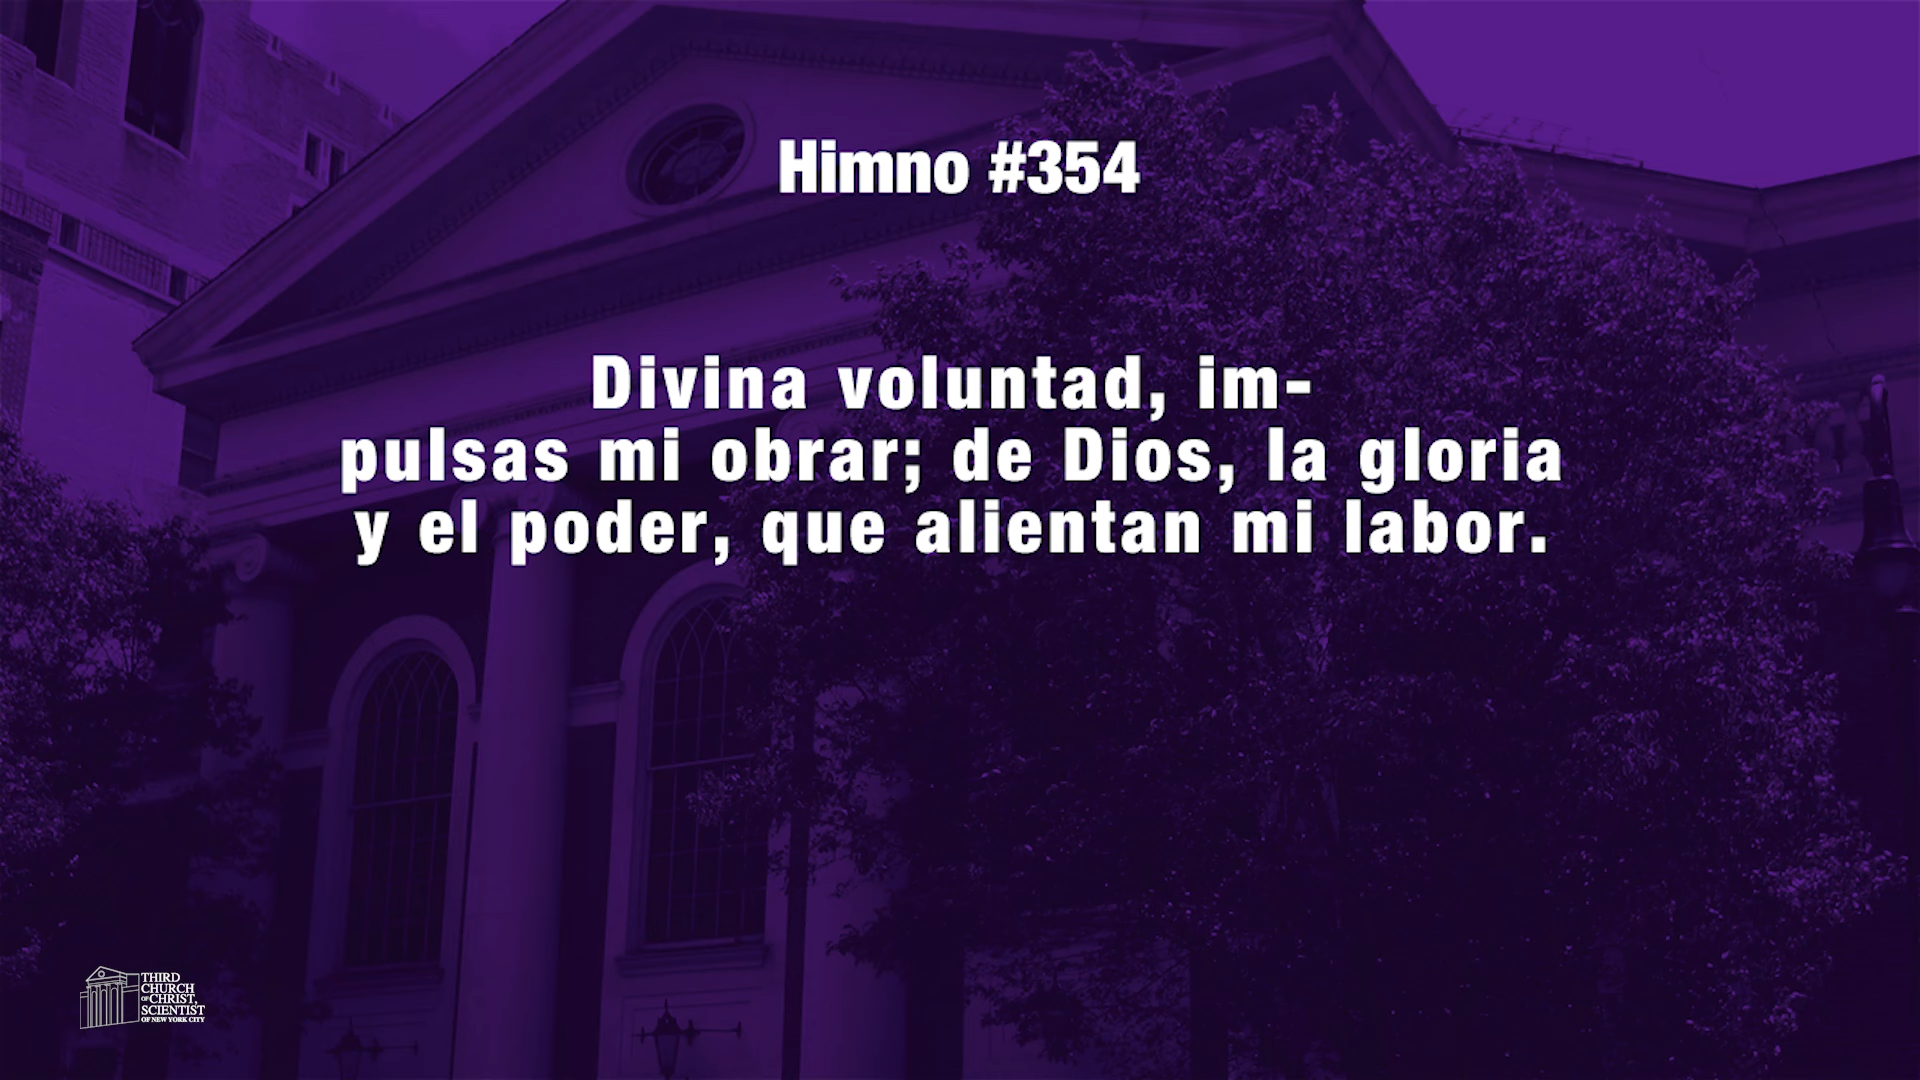 Himno #354
Divina voluntad, im-
pulsas mi obrar; de Dios, la gloria
y el poder, que alientan mi labor.
THIRD
CHURCH
OF CHRIST,
SCIENTIST
OF NEW YORK CITY